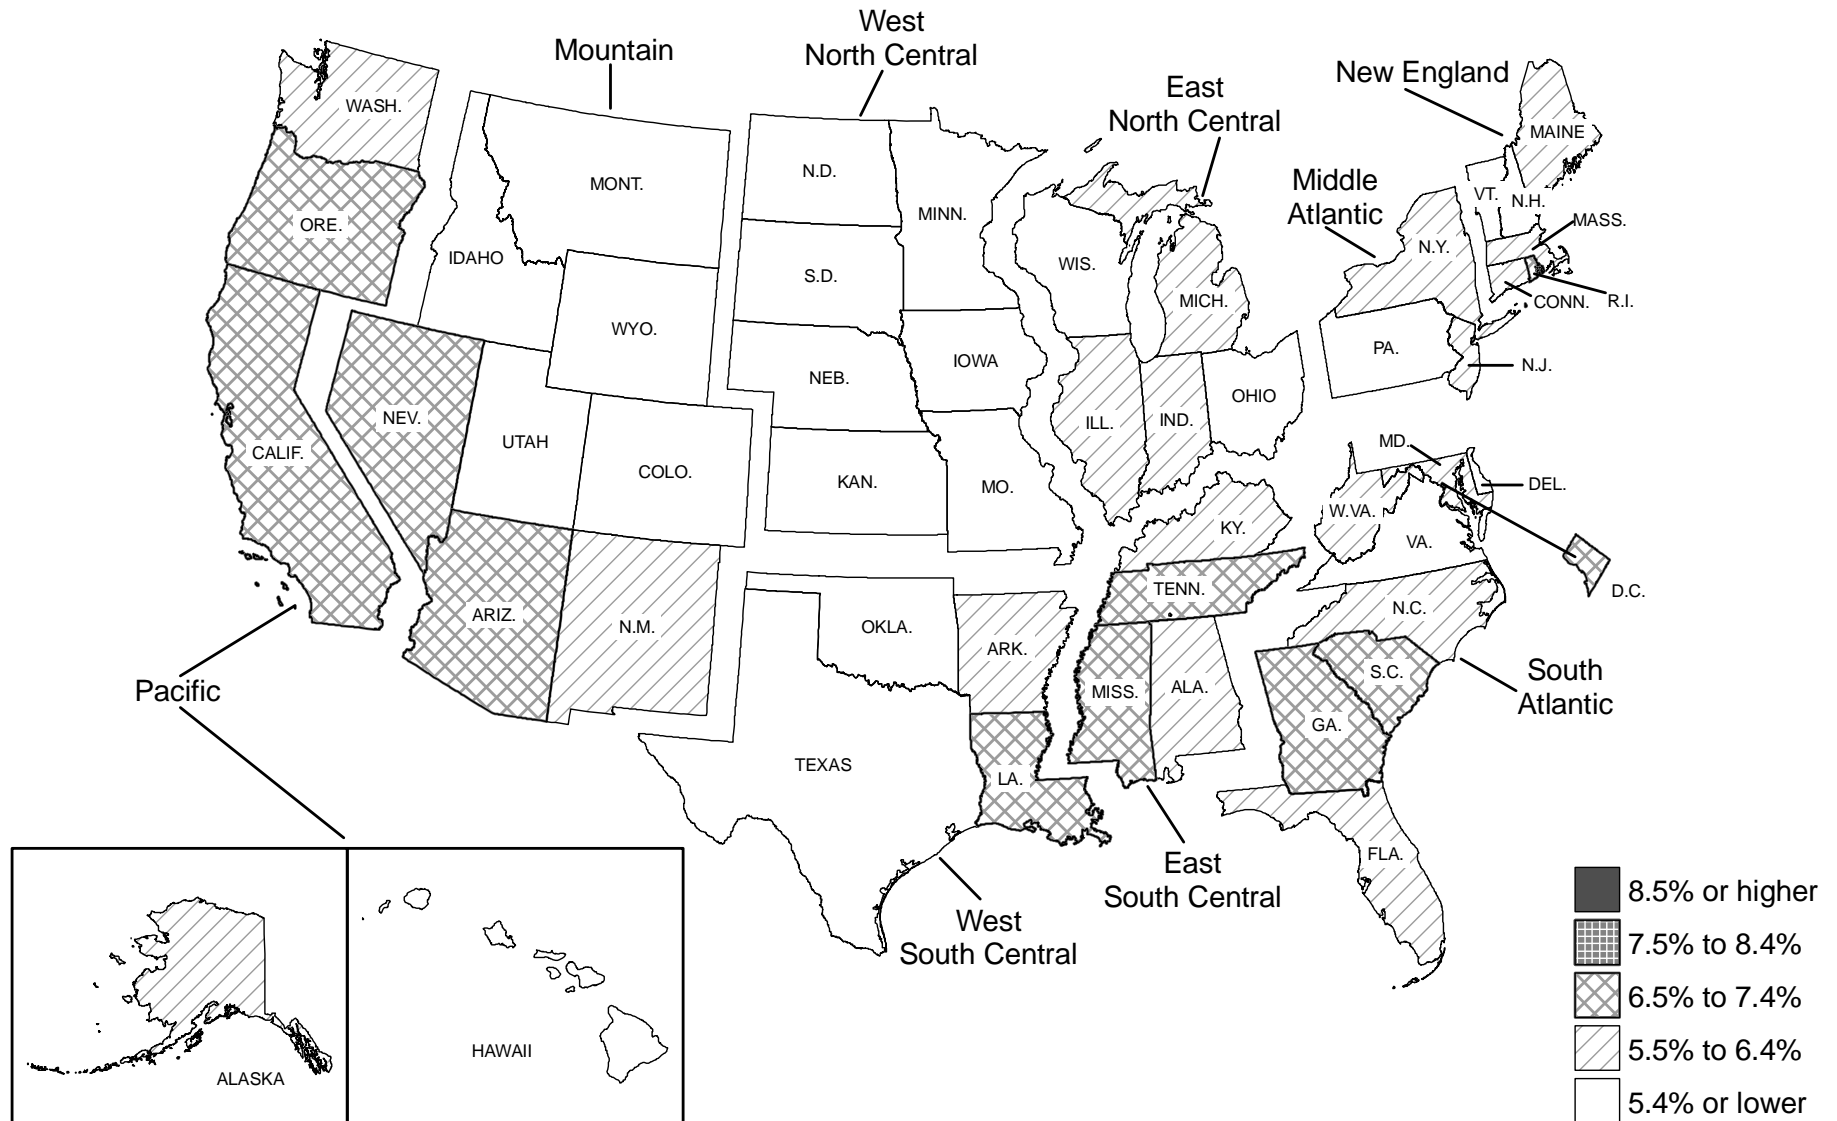 West
North Central
Mountain
East
North Central
New England
WASH.
MAINE
MONT.
N.D.
MINN.
Middle
Atlantic
VT.
N.H.
MASS.
ORE.
IDAHO
S.D.
WIS.
N.Y.
MICH.
CONN.
R.I.
WYO.
PA.
N.J.
NEB.
IOWA
OHIO
NEV.
ILL.
IND.
UTAH
CALIF.
COLO.
KAN.
MO.
MD.
DEL.
W.VA.
KY.
VA.
D.C.
TENN.
N.C.
ARIZ.
N.M.
OKLA.
ARK.
MISS.
ALA.
S.C.
South
Atlantic
Pacific
GA.
TEXAS
LA.
FLA.
East
South Central
West
South Central
HAWAII
ALASKA
8.5% or higher
7.5% to 8.4%
6.5% to 7.4%
5.5% to 6.4%
5.4% or lower